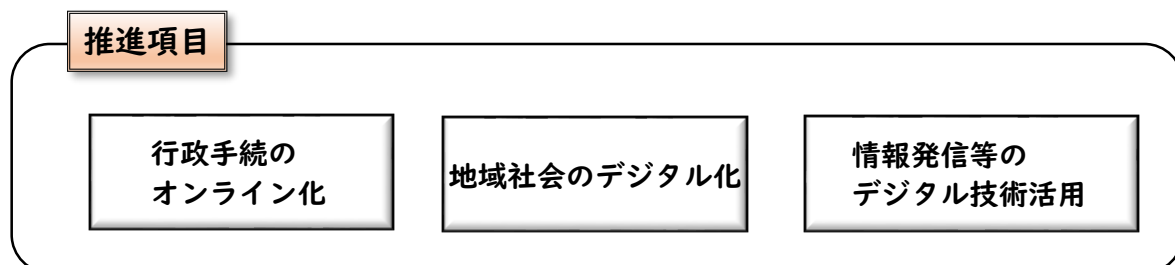 推進項目
行政手続の
オンライン化
地域社会のデジタル化
情報発信等の
デジタル技術活用